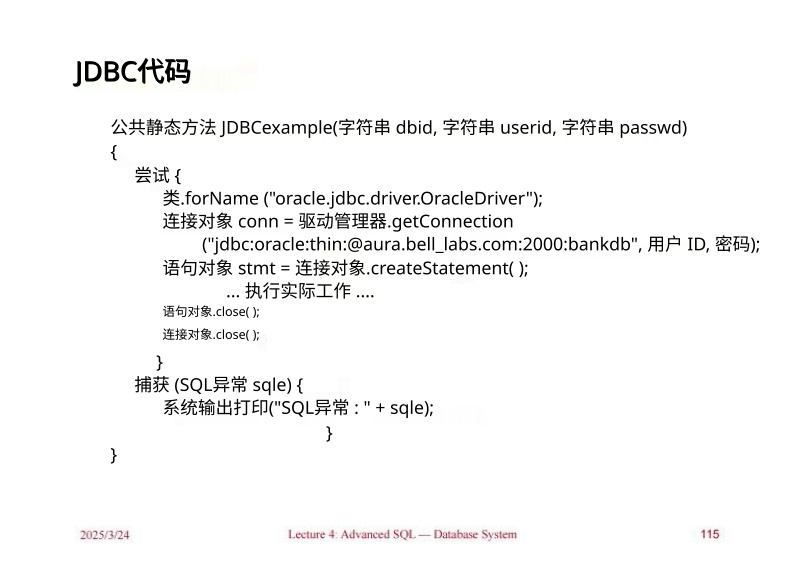 JDBC代码
公共静态方法 JDBCexample(字符串 dbid, 字符串 userid, 字符串 passwd)
{
尝试 {
类.forName ("oracle.jdbc.driver.OracleDriver");
连接对象 conn = 驱动管理器.getConnection
("jdbc:oracle:thin:@aura.bell_labs.com:2000:bankdb", 用户 ID, 密码);
语句对象 stmt = 连接对象.createStatement( );
... 执行实际工作 ....
语句对象.close( );
连接对象.close( );
}
捕获 (SQL异常 sqle) {
系统输出打印("SQL异常 : " + sqle);
}
}
2025/3/24 Lecture 4: Advanced SQL — Database System 115